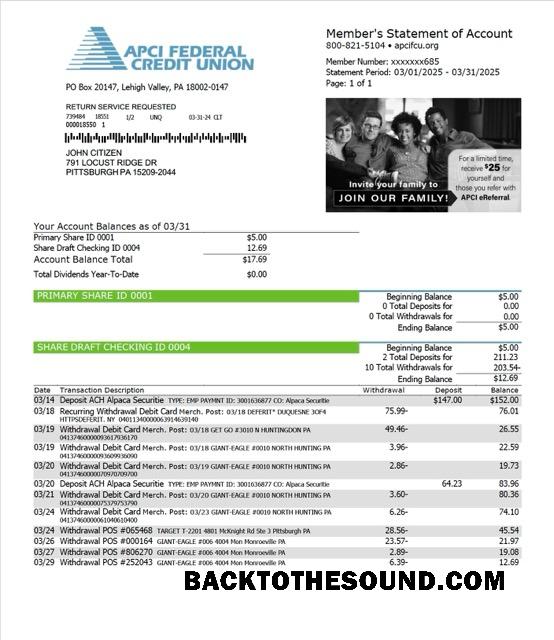 APCI FEDERAL
CREDIT UNION
PO Box 20147, Lehigh Valley, PA 18002-0147
RETURN SERVICE REQUESTED
739484 18551 1/2 UNQ 03-31-24 CLT
000018550 1
JOHN CITIZEN
791 LOCUST RIDGE DR
PITTSBURGH PA 15209-2044
Member's Statement of Account
800-821-5104 • apcifcu.org
Member Number: xxxxxxx685
Statement Period: 03/01/2025 - 03/31/2025
Page: 1 of 1
Invite your family to
JOIN OUR FAMILY!
For a limited time,
receive $25 for
yourself and
those you refer with
APCI eReferral.
Your Account Balances as of 03/31
Primary Share ID 0001 $5.00
Share Draft Checking ID 0004 12.69
Account Balance Total $17.69
Total Dividends Year-To-Date $0.00
PRIMARY SHARE ID 0001
Beginning Balance $5.00
0 Total Deposits for 0.00
0 Total Withdrawals for 0.00
Ending Balance $5.00
SHARE DRAFT CHECKING ID 0004
Beginning Balance $5.00
2 Total Deposits for 211.23
10 Total Withdrawals for 203.54-
Ending Balance $12.69
Date Transaction Description Withdrawal Deposit Balance
03/14 Deposit ACH Alpaca Securitie TYPE: EMP PAYMNT ID: 3001636877 CO: Alpaca Securitie $147.00 $152.00
03/18 Recurring Withdrawal Debit Card Merch. Post: 03/18 DEFERIT* DUQUESNE 3OF4 75.99- 76.01
HTTPSDEFERIT. NY 0401134000006391463914​0
03/19 Withdrawal Debit Card Merch. Post: 03/18 GET GO #3010 N HUNTINGDON PA 49.46- 26.55
0413746000009361793617​0
03/19 Withdrawal Debit Card Merch. Post: 03/18 GIANT-EAGLE #0010 NORTH HUNTING PA 3.96- 22.59
0413746000009360993609​0
03/20 Withdrawal Debit Card Merch. Post: 03/19 GIANT-EAGLE #0010 NORTH HUNTING PA 2.86- 19.73
0413746000007097070970​0
03/20 Deposit ACH Alpaca Securitie TYPE: EMP PAYMNT ID: 3001636877 CO: Alpaca Securitie 64.23 83.96
03/21 Withdrawal Debit Card Merch. Post: 03/20 GIANT-EAGLE #0010 NORTH HUNTING PA 3.60- 80.36
0413746000007537975379​0
03/24 Withdrawal Debit Card Merch. Post: 03/23 GIANT-EAGLE #0010 NORTH HUNTING PA 6.26- 74.10
0413746000006104061040​0
03/24 Withdrawal POS #065468 TARGET T-2201 4801 McKnight Rd Ste 3 Pittsburgh PA 28.56- 45.54
03/26 Withdrawal POS #000164 GIANT-EAGLE #006 4004 Mon Monroeville PA 23.57- 21.97
03/27 Withdrawal POS #806270 GIANT-EAGLE #006 4004 Mon Monroeville PA 2.89- 19.08
03/29 Withdrawal POS #252043 GIANT-EAGLE #006 4004 Mon Monroeville PA 6.39- 12.69
BACKTOTHESOUND.COM